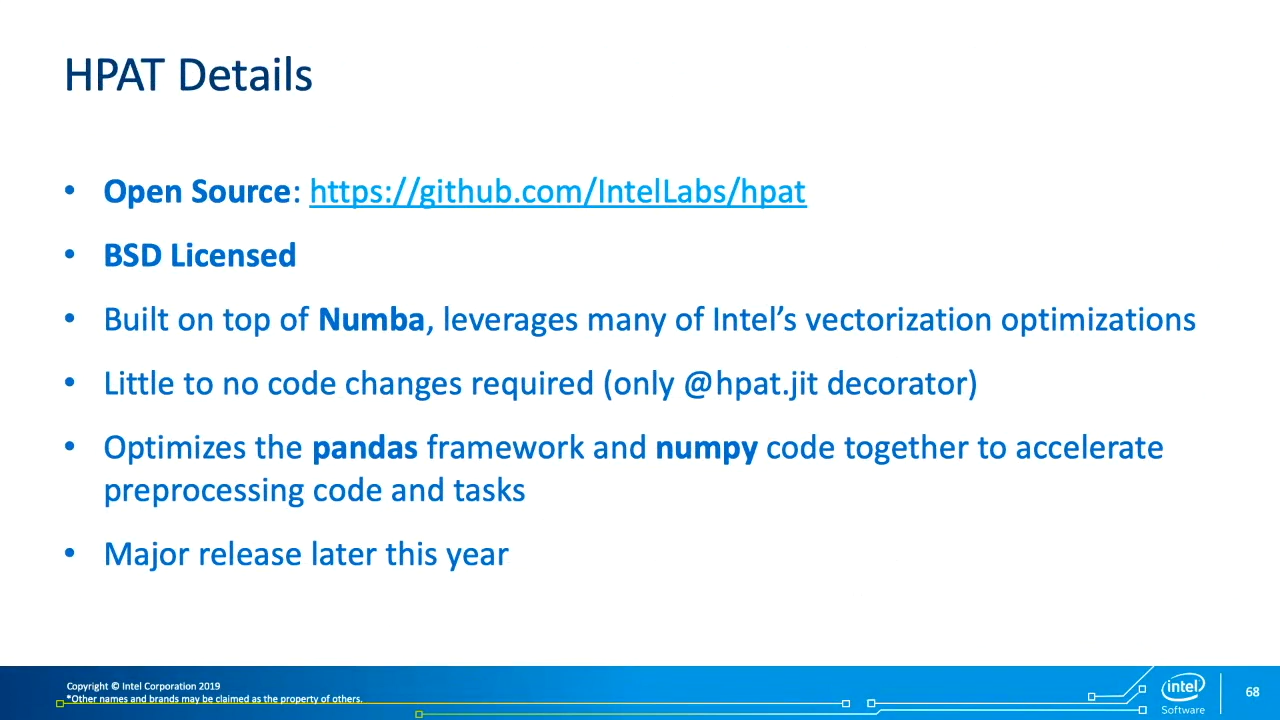 HPAT Details
• Open Source: https://github.com/IntelLabs/hpat
• BSD Licensed
• Built on top of Numba, leverages many of Intel’s vectorization optimizations
• Little to no code changes required (only @hpat.jit decorator)
• Optimizes the pandas framework and numpy code together to accelerate
preprocessing code and tasks
• Major release later this year
Copyright © Intel Corporation 2019
*Other names and brands may be claimed as the property of others.
intel
Software
68